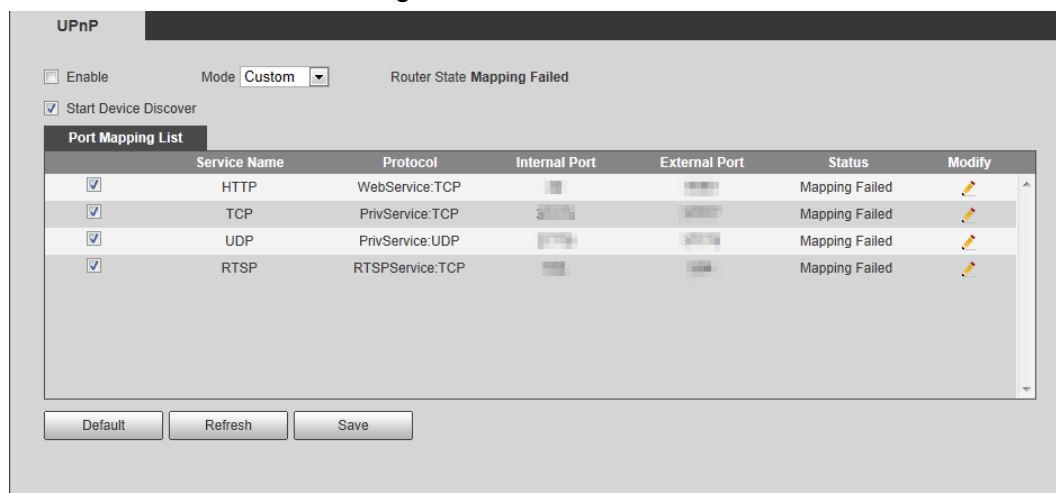 UPnP
Enable Mode Custom Router State Mapping Failed
Start Device Discover
Port Mapping List
Service Name Protocol Internal Port External Port Status Modify
HTTP WebService:TCP Mapping Failed
TCP PrivService:TCP Mapping Failed
UDP PrivService:UDP Mapping Failed
RTSP RTSPService:TCP Mapping Failed
Default Refresh Save